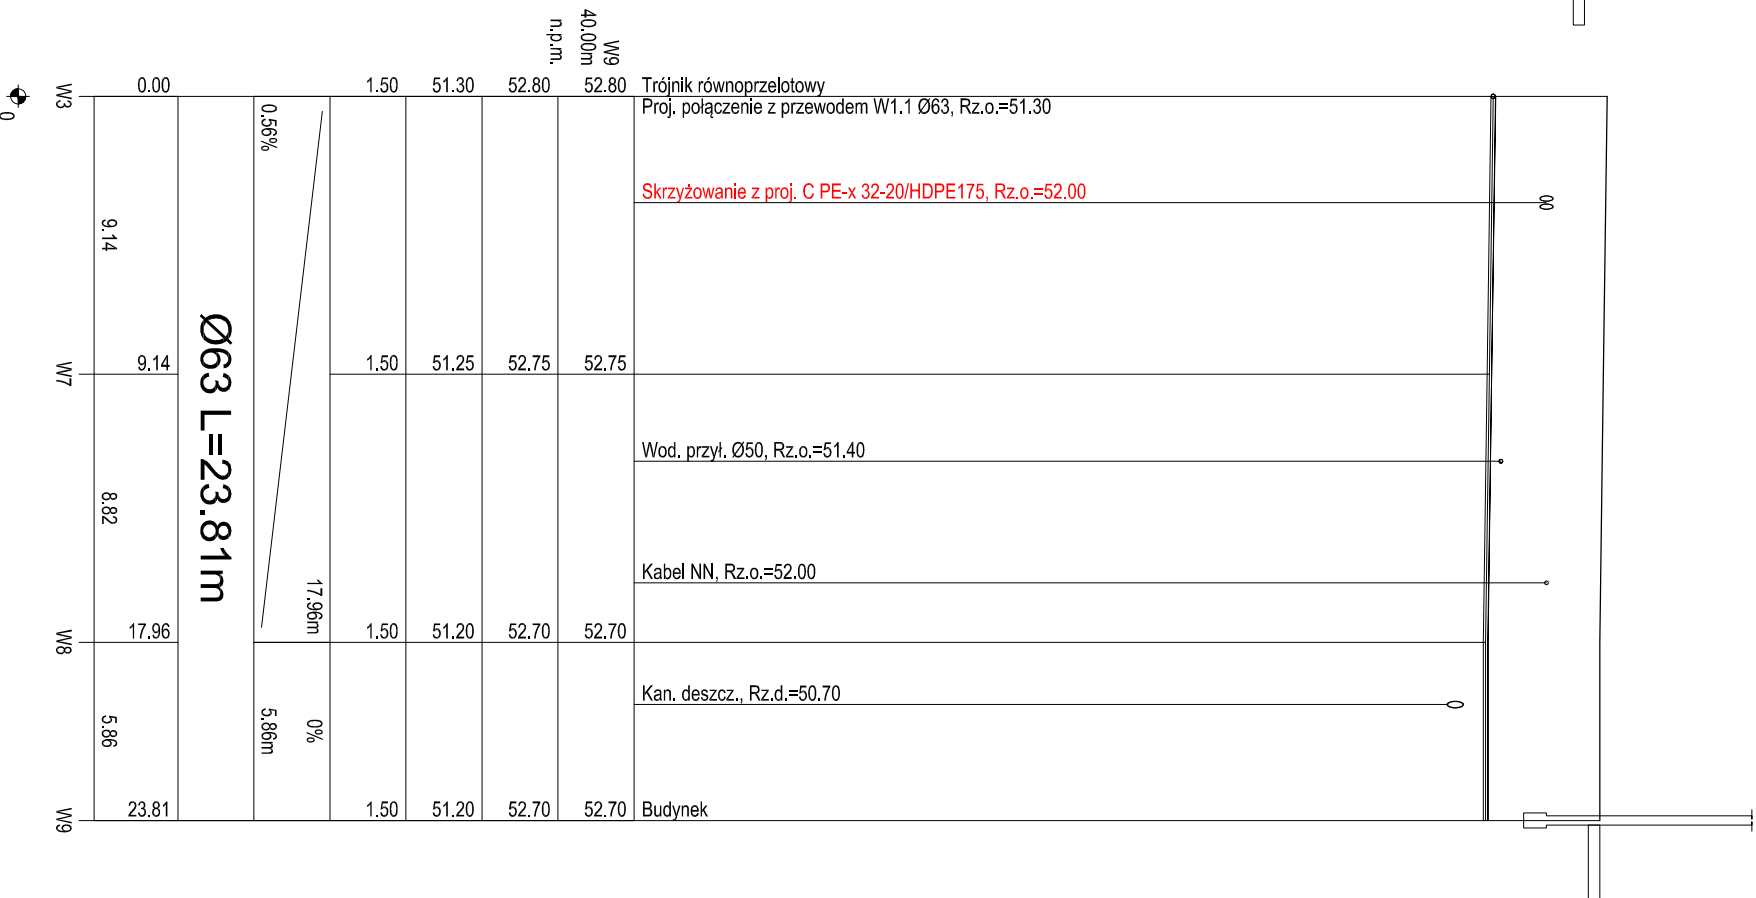 W9
40.00m
n.p.m.
W3
0.00
1.50
51.30
52.80
52.80
Trójnik równoprzelotowy
Proj. połączenie z przewodem W1.1 Ø63, Rz.o.=51.30
0
0.56%
Skrzyżowanie z proj. C PE-x 32-20/HDPE175, Rz.o.=52.00
9.14
Ø63 L=23.81m
W7
9.14
1.50
51.25
52.75
52.75
Wod. przył. Ø50, Rz.o.=51.40
8.82
Kabel NN, Rz.o.=52.00
17.96m
W8
17.96
1.50
51.20
52.70
52.70
Kan. deszcz., Rz.d.=50.70
5.86
5.86m
0%
W9
23.81
1.50
51.20
52.70
52.70
Budynek